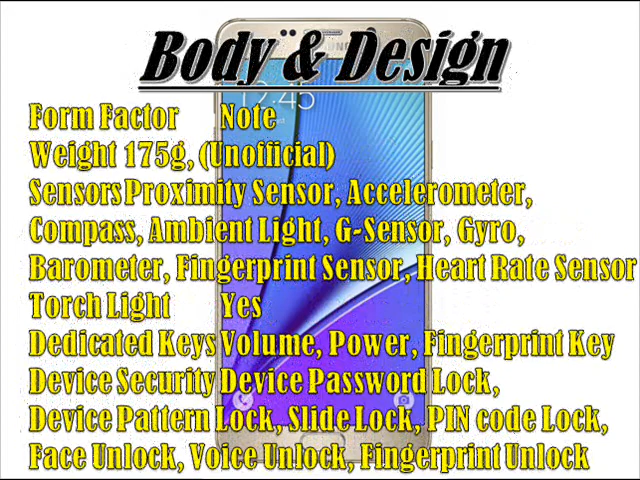 Body & Design
12:45
Form Factor Note
Weight 175g, (Unofficial)
Sensors Proximity Sensor, Accelerometer,
Compass, Ambient Light, G-Sensor, Gyro,
Barometer, Fingerprint Sensor, Heart Rate Sensor
Torch Light Yes
Dedicated Keys Volume, Power, Fingerprint Key
Device Security Device Password Lock,
Device Pattern Lock, Slide Lock, PIN code Lock,
Face Unlock, Voice Unlock, Fingerprint Unlock